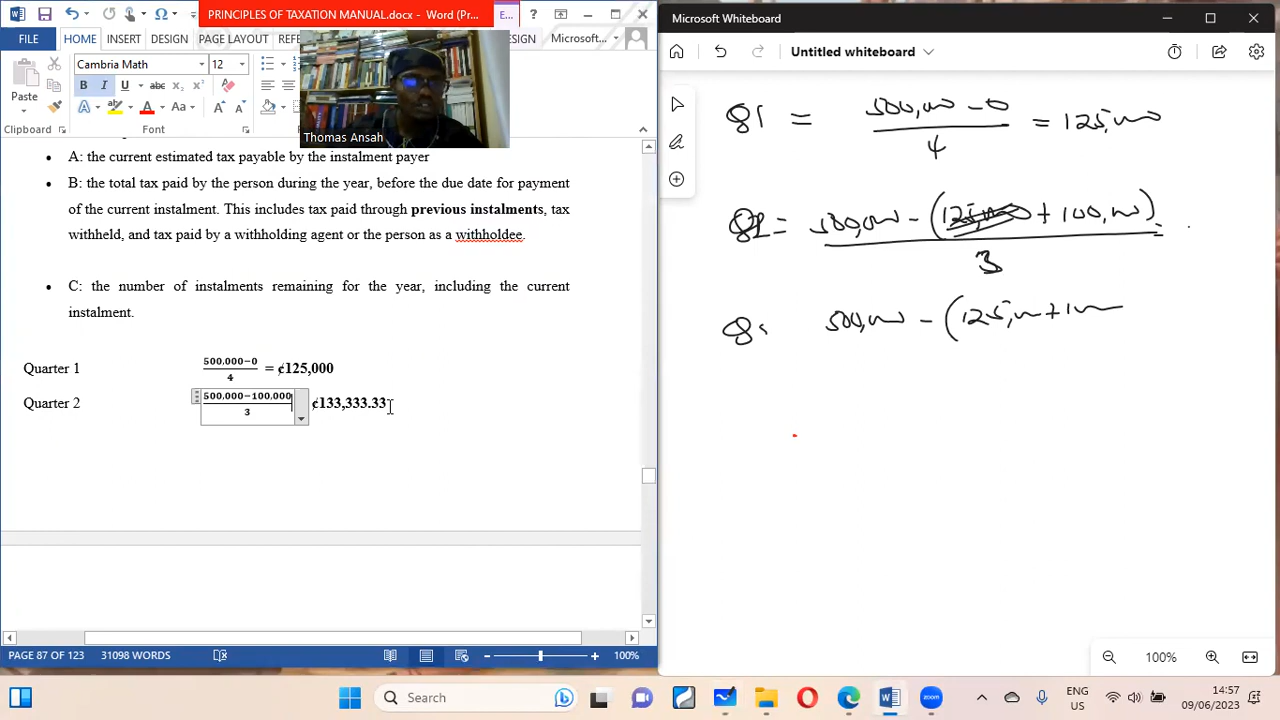 PRINCIPLES OF TAXATION MANUAL.docx - Word (Pr...
E...
FILE HOME INSERT DESIGN PAGE LAYOUT REFE SIGN Microsoft...
Cambria Math 12
Paste
B I U abc X₂ X²
A A Aa A A
Clipboard Font
Thomas Ansah
• A: the current estimated tax payable by the instalment payer
• B: the total tax paid by the person during the year, before the due date for payment
of the current instalment. This includes tax paid through previous instalments, tax
withheld, and tax paid by a withholding agent or the person as a withholdee.
• C: the number of instalments remaining for the year, including the current
instalment.
Quarter 1 500,000−0 / 4 = ¢125,000
Quarter 2 500,000−100,000 / 3 ¢133,333.33
PAGE 87 OF 123 31098 WORDS 100%
Microsoft Whiteboard
Untitled whiteboard
Q1 = 500,000 - 0 / 4 = 125,000
= 500,000 - (125,000 + 100,000) / 3
500,000 - (125,
100%
Search
ENG
US
14:57
09/06/2023